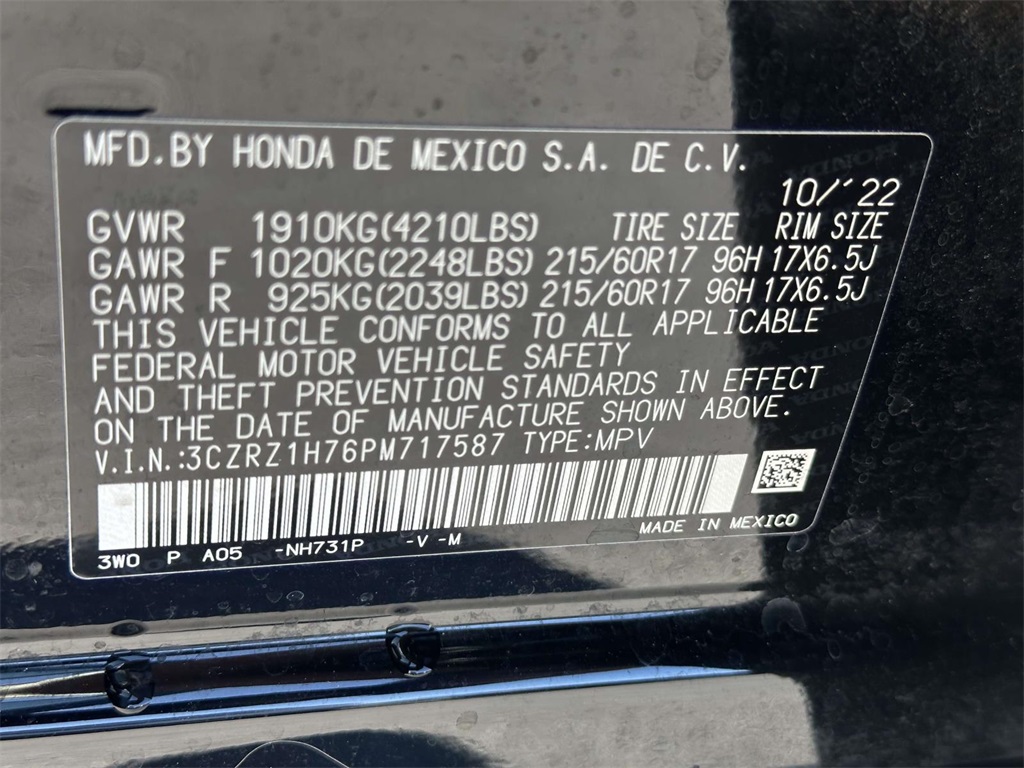 MFD.BY HONDA DE MEXICO S.A. DE C.V.
10/'22
GVWR 1910KG(4210LBS) TIRE SIZE RIM SIZE
GAWR F 1020KG(2248LBS) 215/60R17 96H 17X6.5J
GAWR R 925KG(2039LBS) 215/60R17 96H 17X6.5J
THIS VEHICLE CONFORMS TO ALL APPLICABLE
FEDERAL MOTOR VEHICLE SAFETY
AND THEFT PREVENTION STANDARDS IN EFFECT
ON THE DATE OF MANUFACTURE SHOWN ABOVE.
V.I.N.:3CZRZ1H76PM717587 TYPE:MPV
MADE IN MEXICO
3W0 P A05 -NH731P -V -M